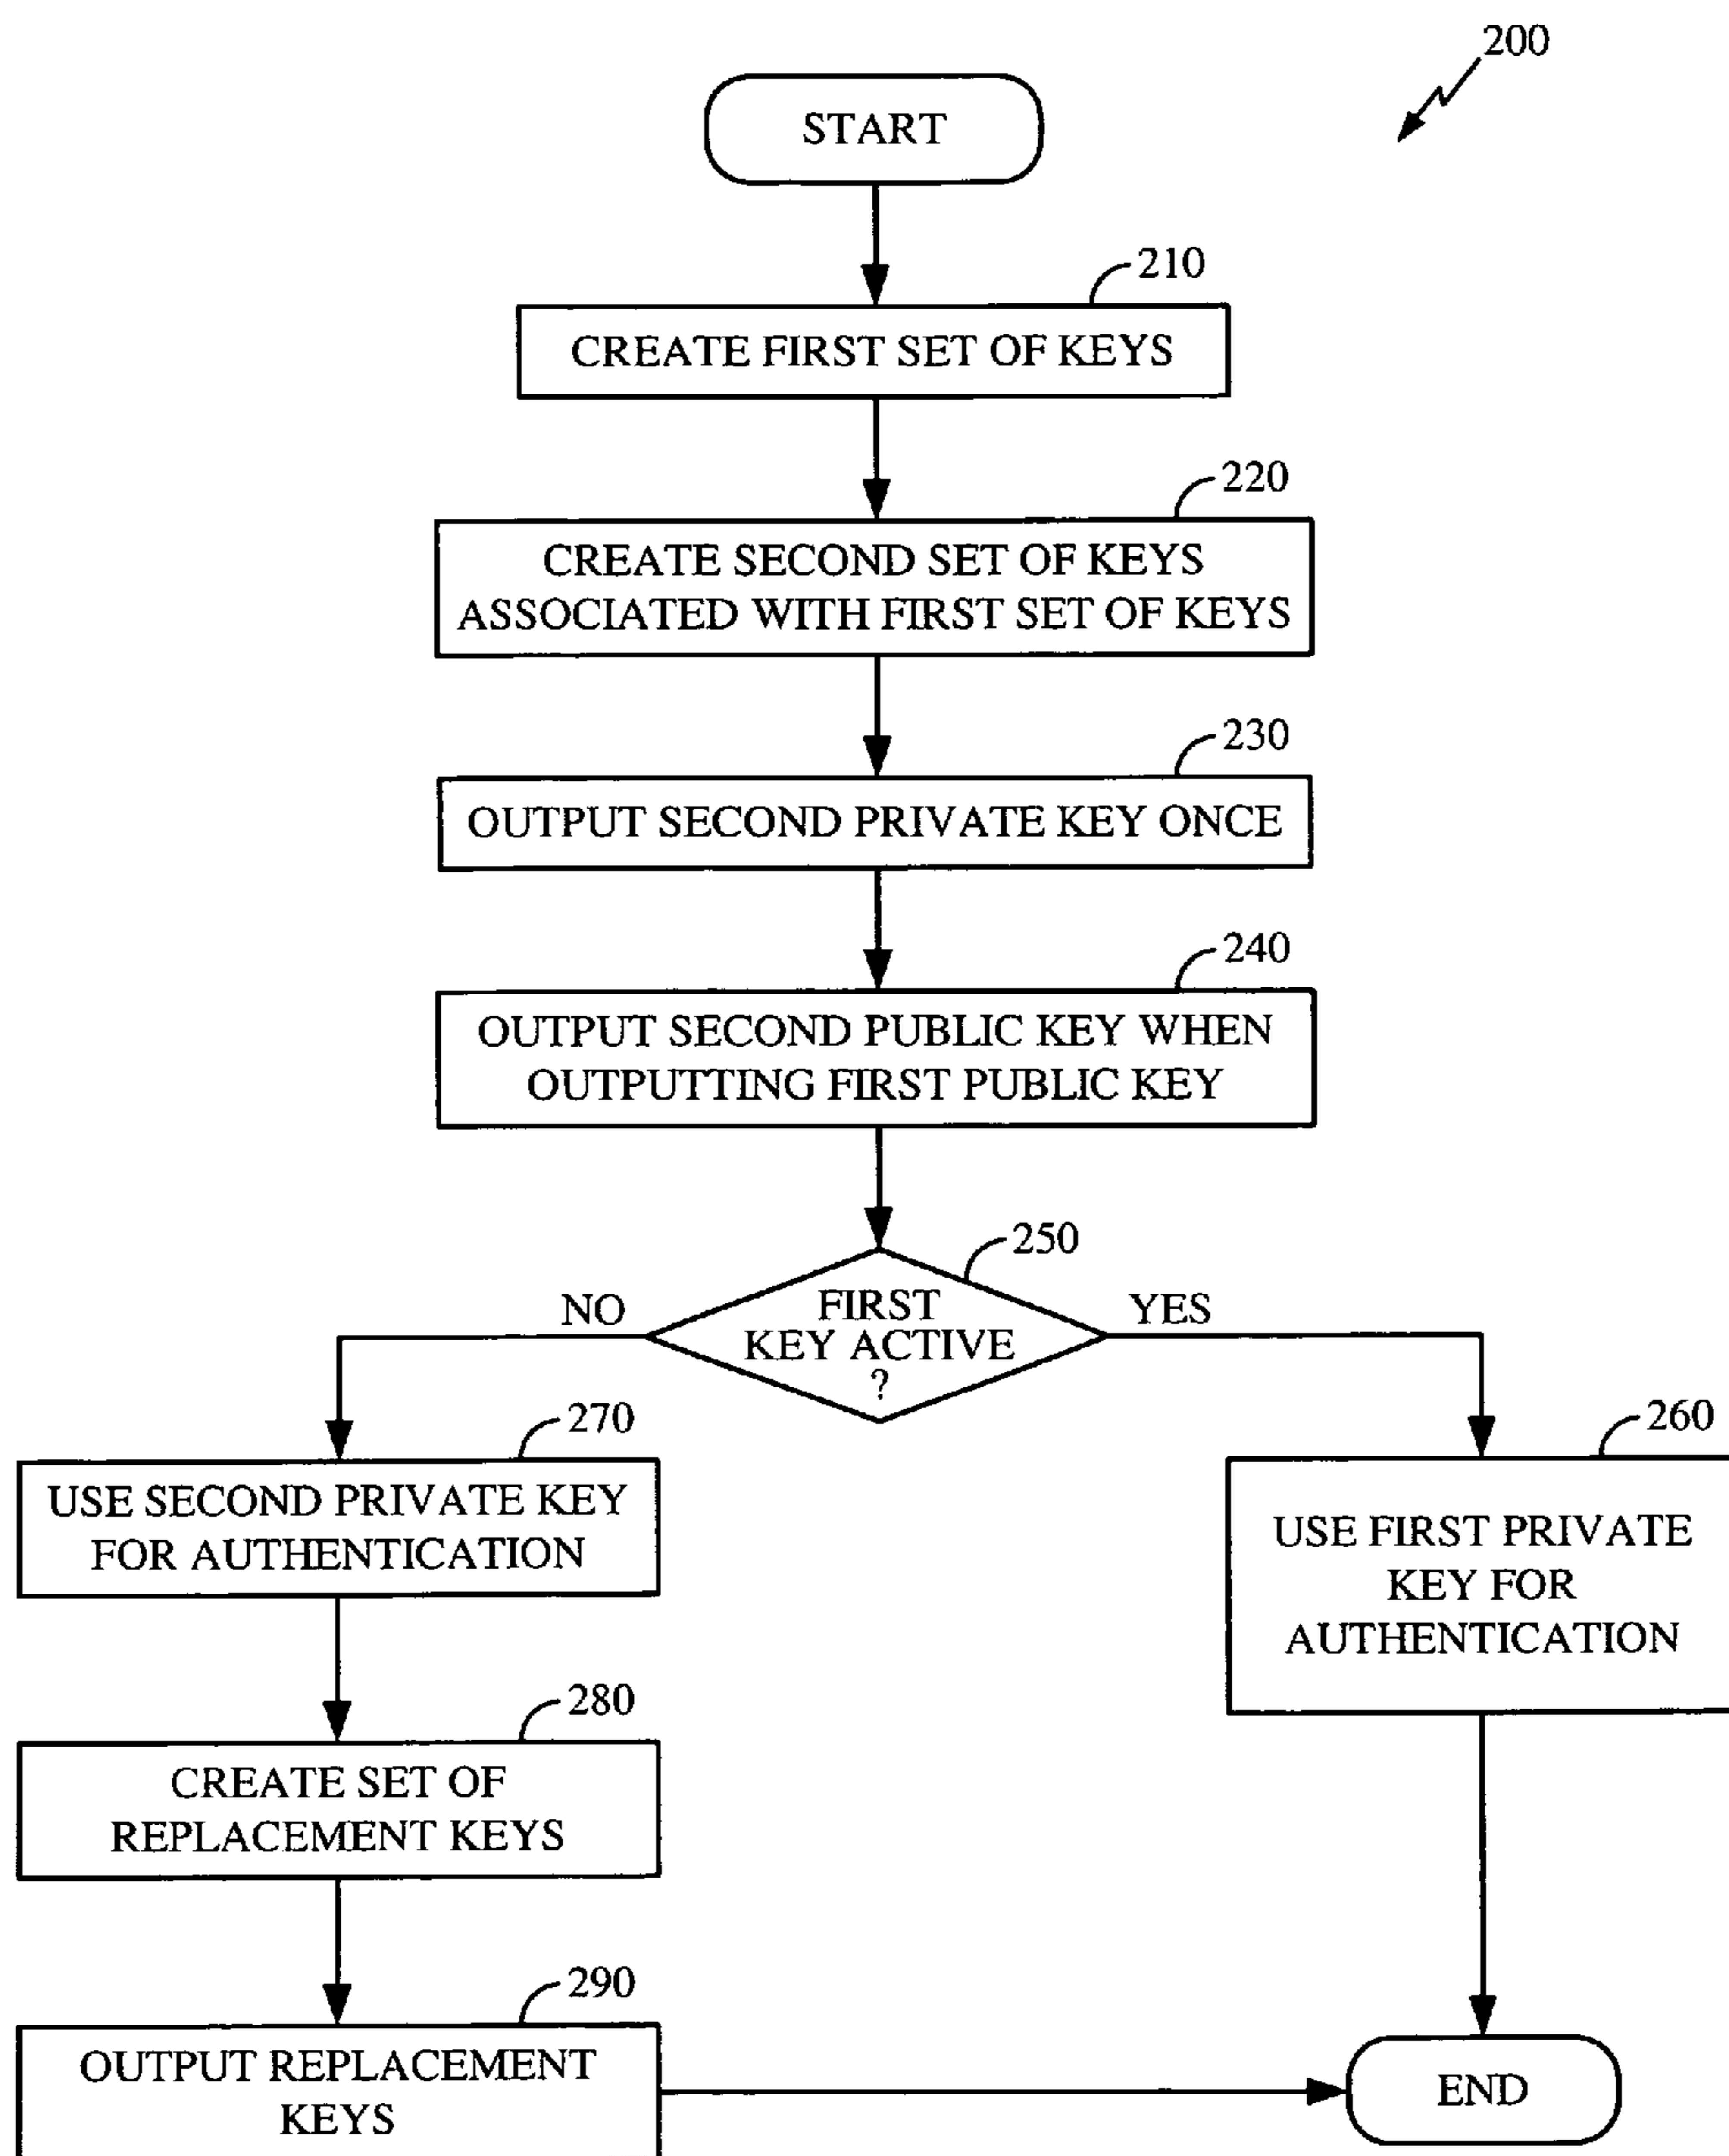 200
START
210
CREATE FIRST SET OF KEYS
220
CREATE SECOND SET OF KEYS
ASSOCIATED WITH FIRST SET OF KEYS
230
OUTPUT SECOND PRIVATE KEY ONCE
240
OUTPUT SECOND PUBLIC KEY WHEN
OUTPUTTING FIRST PUBLIC KEY
250
FIRST
KEY ACTIVE
?
NO
YES
270
USE SECOND PRIVATE KEY
FOR AUTHENTICATION
260
USE FIRST PRIVATE
KEY FOR
AUTHENTICATION
280
CREATE SET OF
REPLACEMENT KEYS
290
OUTPUT REPLACEMENT
KEYS
END